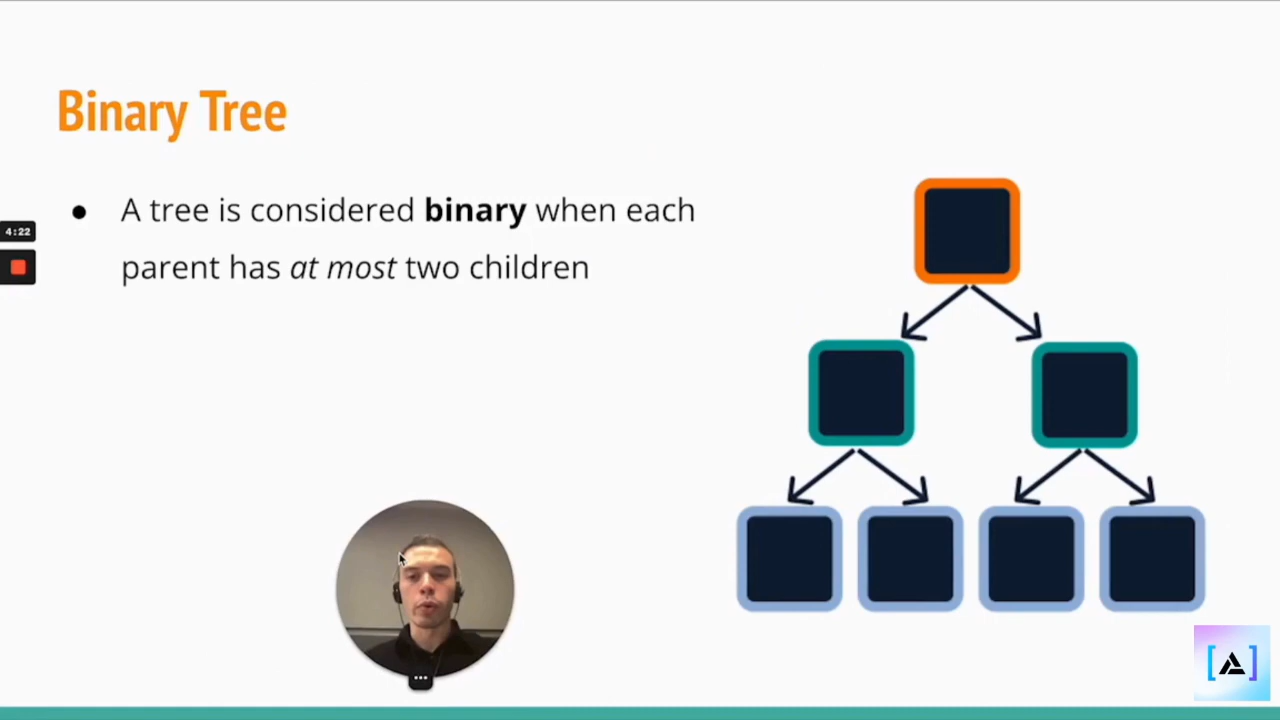 Binary Tree
● A tree is considered binary when each
parent has at most two children
4:22